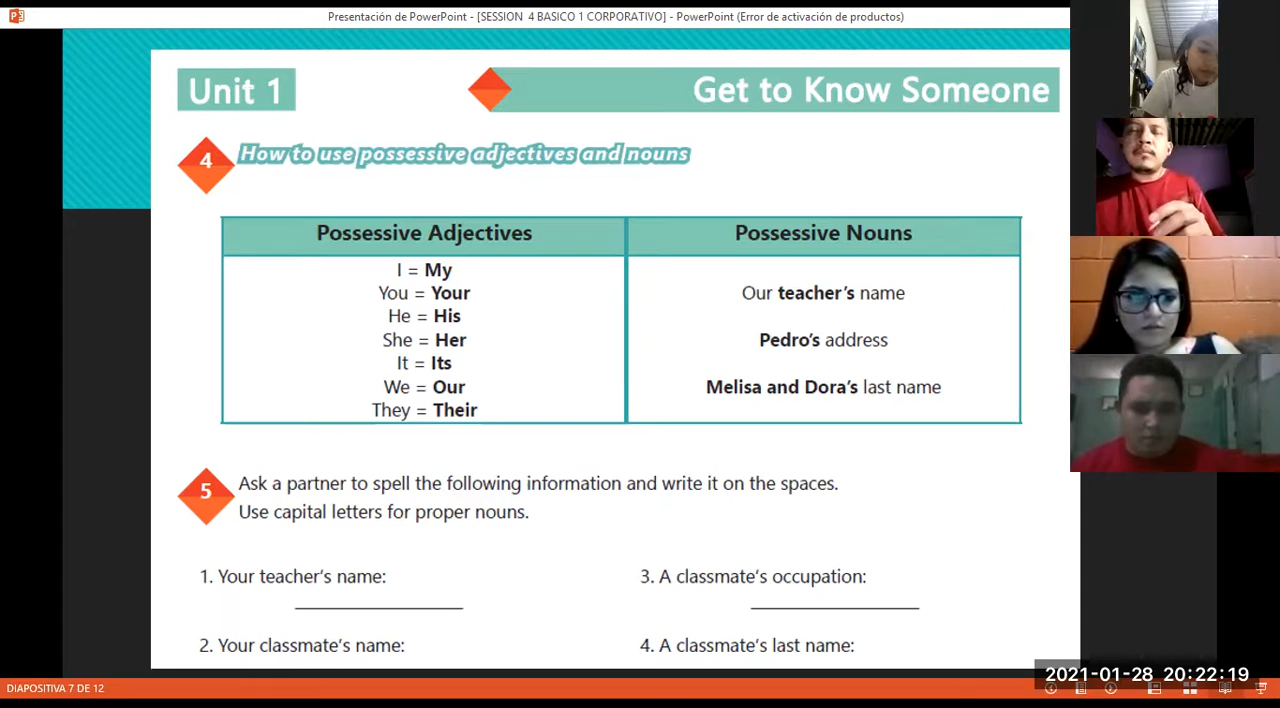 Presentación de PowerPoint - [SESSION 4 BASICO 1 CORPORATIVO] - PowerPoint (Error de activación de productos)
Unit 1
Get to Know Someone
4
How to use possessive adjectives and nouns
Possessive Adjectives
Possessive Nouns
I = My
You = Your
He = His
She = Her
It = Its
We = Our
They = Their
Our teacher's name
Pedro's address
Melisa and Dora's last name
5
Ask a partner to spell the following information and write it on the spaces.
Use capital letters for proper nouns.
1. Your teacher's name:
3. A classmate's occupation:
2. Your classmate's name:
4. A classmate's last name:
2021-01-28 20:22:19
DIAPOSITIVA 7 DE 12